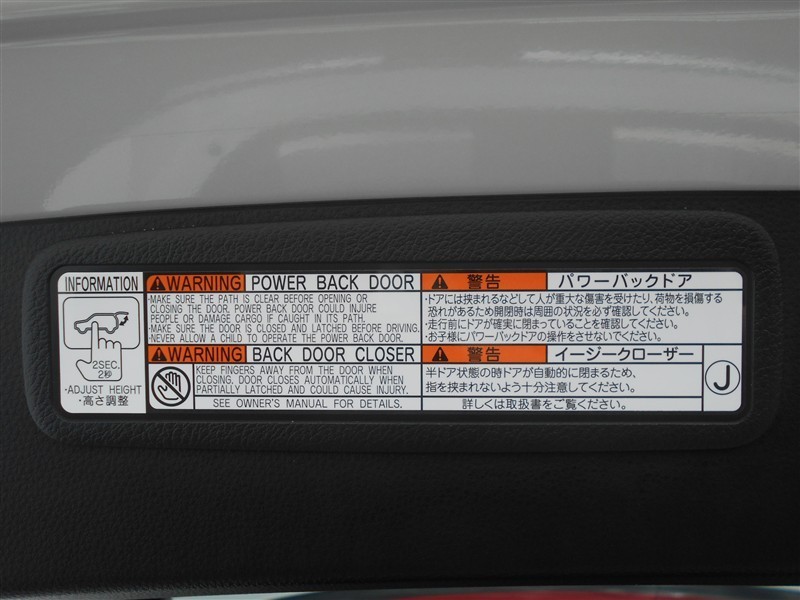 INFORMATION
2SEC.
2秒
・ADJUST HEIGHT
・高さ調整
WARNING POWER BACK DOOR
・MAKE SURE THE PATH IS CLEAR BEFORE OPENING OR
CLOSING THE DOOR. POWER BACK DOOR COULD INJURE
PEOPLE OR DAMAGE CARGO IF CAUGHT IN ITS PATH.
・MAKE SURE THE DOOR IS CLOSED AND LATCHED BEFORE DRIVING.
・NEVER ALLOW A CHILD TO OPERATE THE POWER BACK DOOR.
WARNING BACK DOOR CLOSER
KEEP FINGERS AWAY FROM THE DOOR WHEN
CLOSING. DOOR CLOSES AUTOMATICALLY WHEN
PARTIALLY LATCHED AND COULD CAUSE INJURY.
SEE OWNER'S MANUAL FOR DETAILS.
警告 パワーバックドア
・ドアには挟まれるなどして人が重大な傷害を受けたり、荷物を損傷する
恐れがあるため開閉時は周囲の状況を必ず確認してください。
・走行前にドアが確実に閉まっていることを確認してください。
・お子様にパワーバックドアの操作をさせないでください。
警告 イージークローザー
半ドア状態の時ドアが自動的に閉まるため、
指を挟まれないよう十分注意してください。
詳しくは取扱書をご覧ください。
J